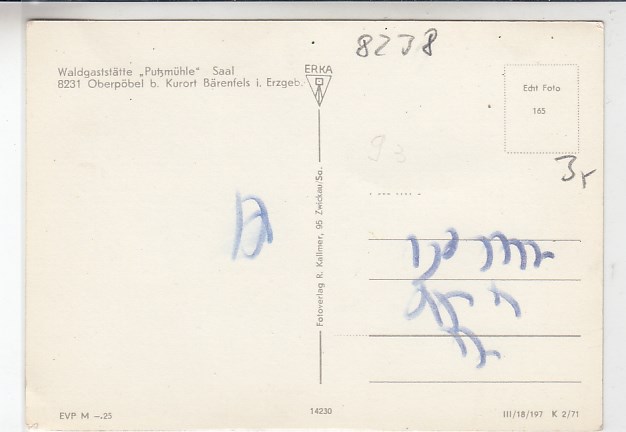 8238
Waldgaststätte „Putzmühle" Saal
8231 Oberpöbel b. Kurort Bärenfels i. Erzgeb.
ERKA
Echt Foto
165
93
Fotoverlag R. Kallmer, 95 Zwickau/Sa.
EVP M -.25
14230
III/18/197 K 2/71